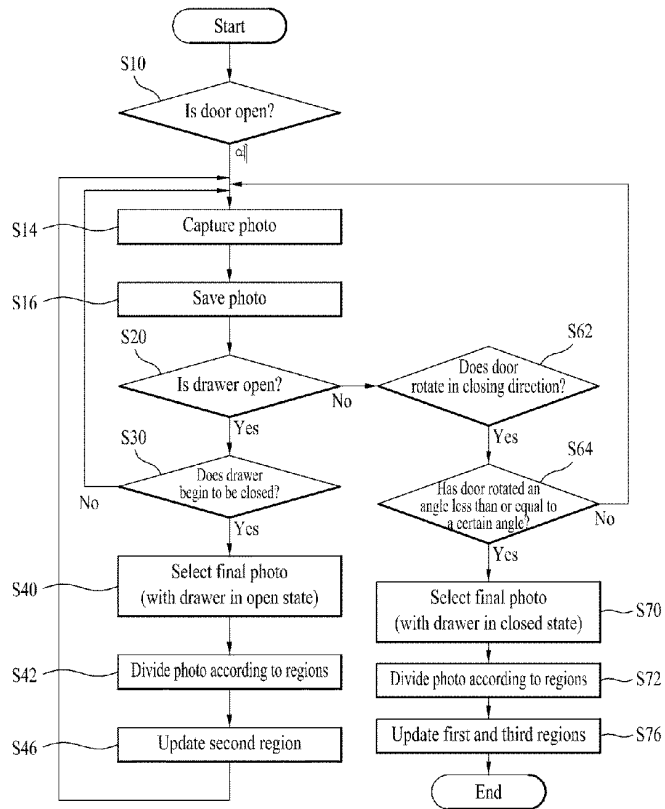 Start
S10
Is door open?
S14
Capture photo
S16
Save photo
S20
Is drawer open?
No
S62
Does door
rotate in closing direction?
Yes
Yes
S30
Does drawer
begin to be closed?
No
Yes
S64
Has door rotated an
angle less than or equal to
a certain angle?
No
Yes
S40
Select final photo
(with drawer in open state)
Select final photo
(with drawer in closed state)
S70
S42
Divide photo according to regions
Divide photo according to regions
S72
S46
Update second region
Update first and third regions
S76
End